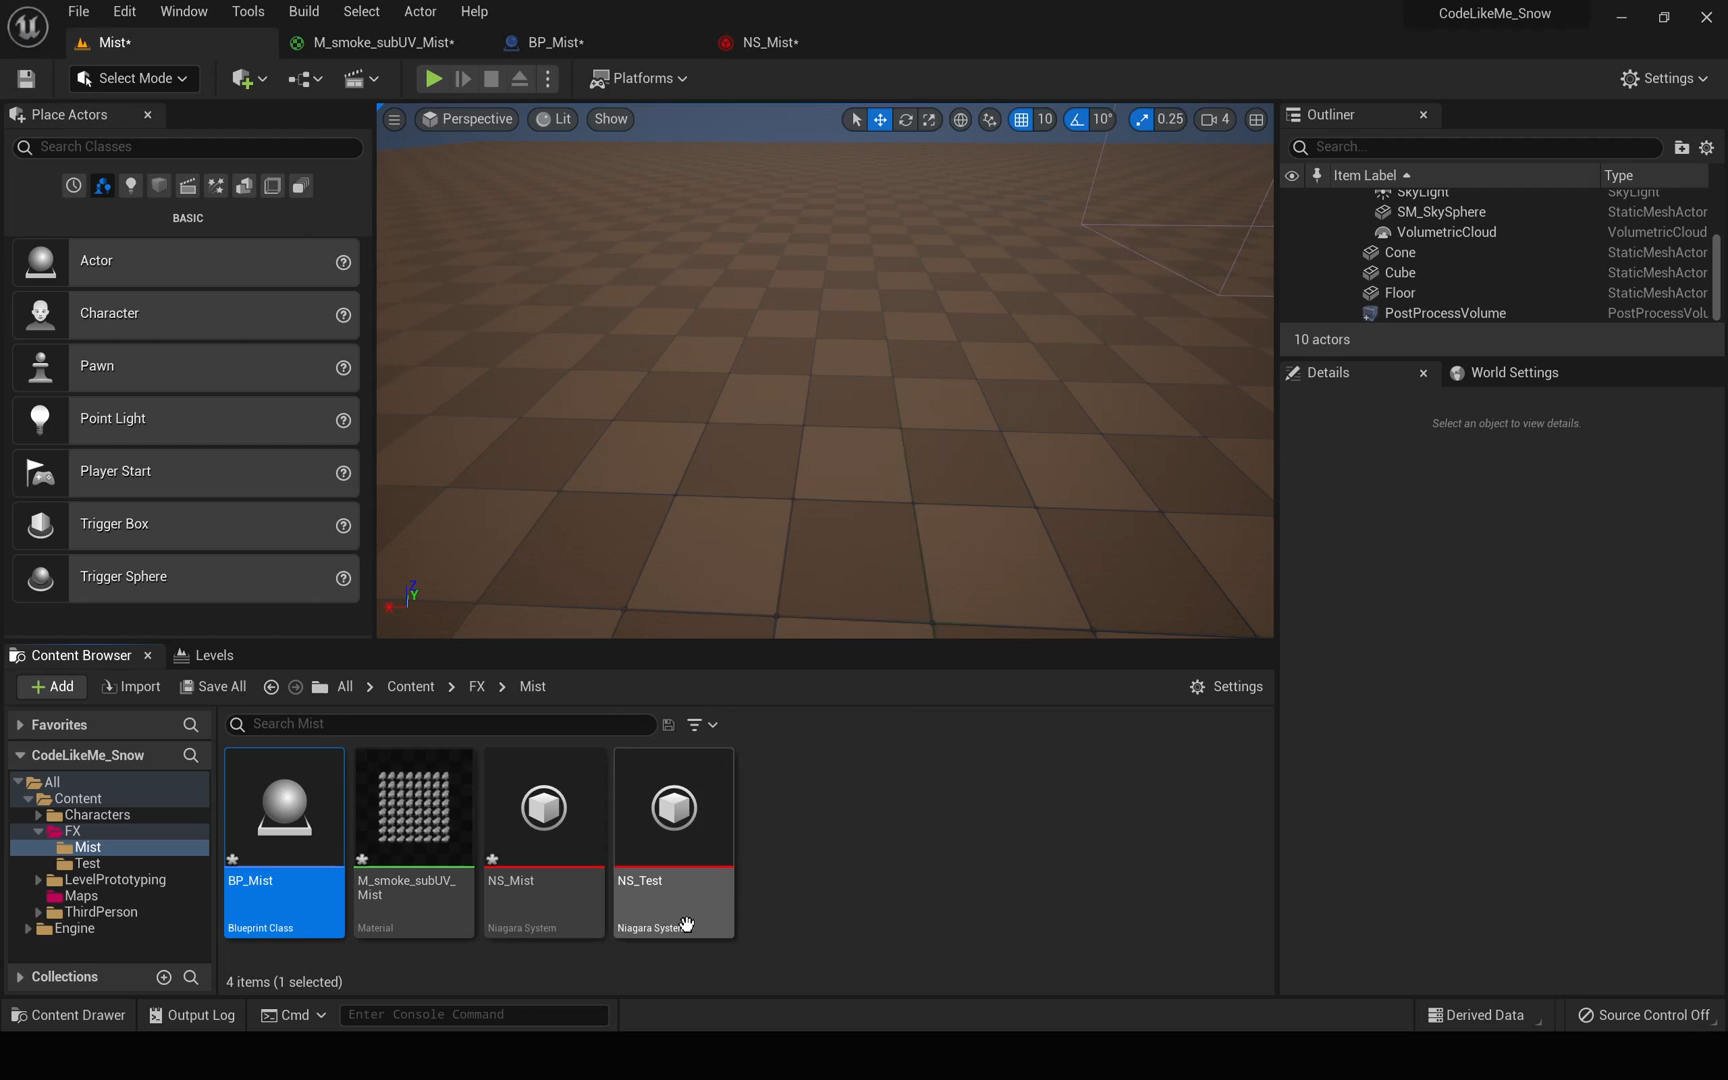 File Edit Window Tools Build Select Actor Help
CodeLikeMe_Snow
Mist*
M_smoke_subUV_Mist*
BP_Mist*
NS_Mist*
Select Mode
Platforms
Settings
Place Actors
Search Classes
BASIC
Actor
Character
Pawn
Point Light
Player Start
Trigger Box
Trigger Sphere
Perspective Lit Show
10 10° 0.25 4
Z
Y
Outliner
Search...
Item Label Type
SkyLight SkyLight
SM_SkySphere StaticMeshActor
VolumetricCloud VolumetricCloud
Cone StaticMeshActor
Cube StaticMeshActor
Floor StaticMeshActor
PostProcessVolume PostProcessVolu
10 actors
Details
World Settings
Select an object to view details.
Content Browser
Levels
Add
Import
Save All
All > Content > FX > Mist
Settings
Favorites
CodeLikeMe_Snow
All
Content
Characters
FX
Mist
Test
LevelPrototyping
Maps
ThirdPerson
Engine
Collections
Search Mist
BP_Mist
Blueprint Class
M_smoke_subUV_
Mist
Material
NS_Mist
Niagara System
NS_Test
Niagara System
4 items (1 selected)
Content Drawer
Output Log
Cmd
Enter Console Command
Derived Data
Source Control Off